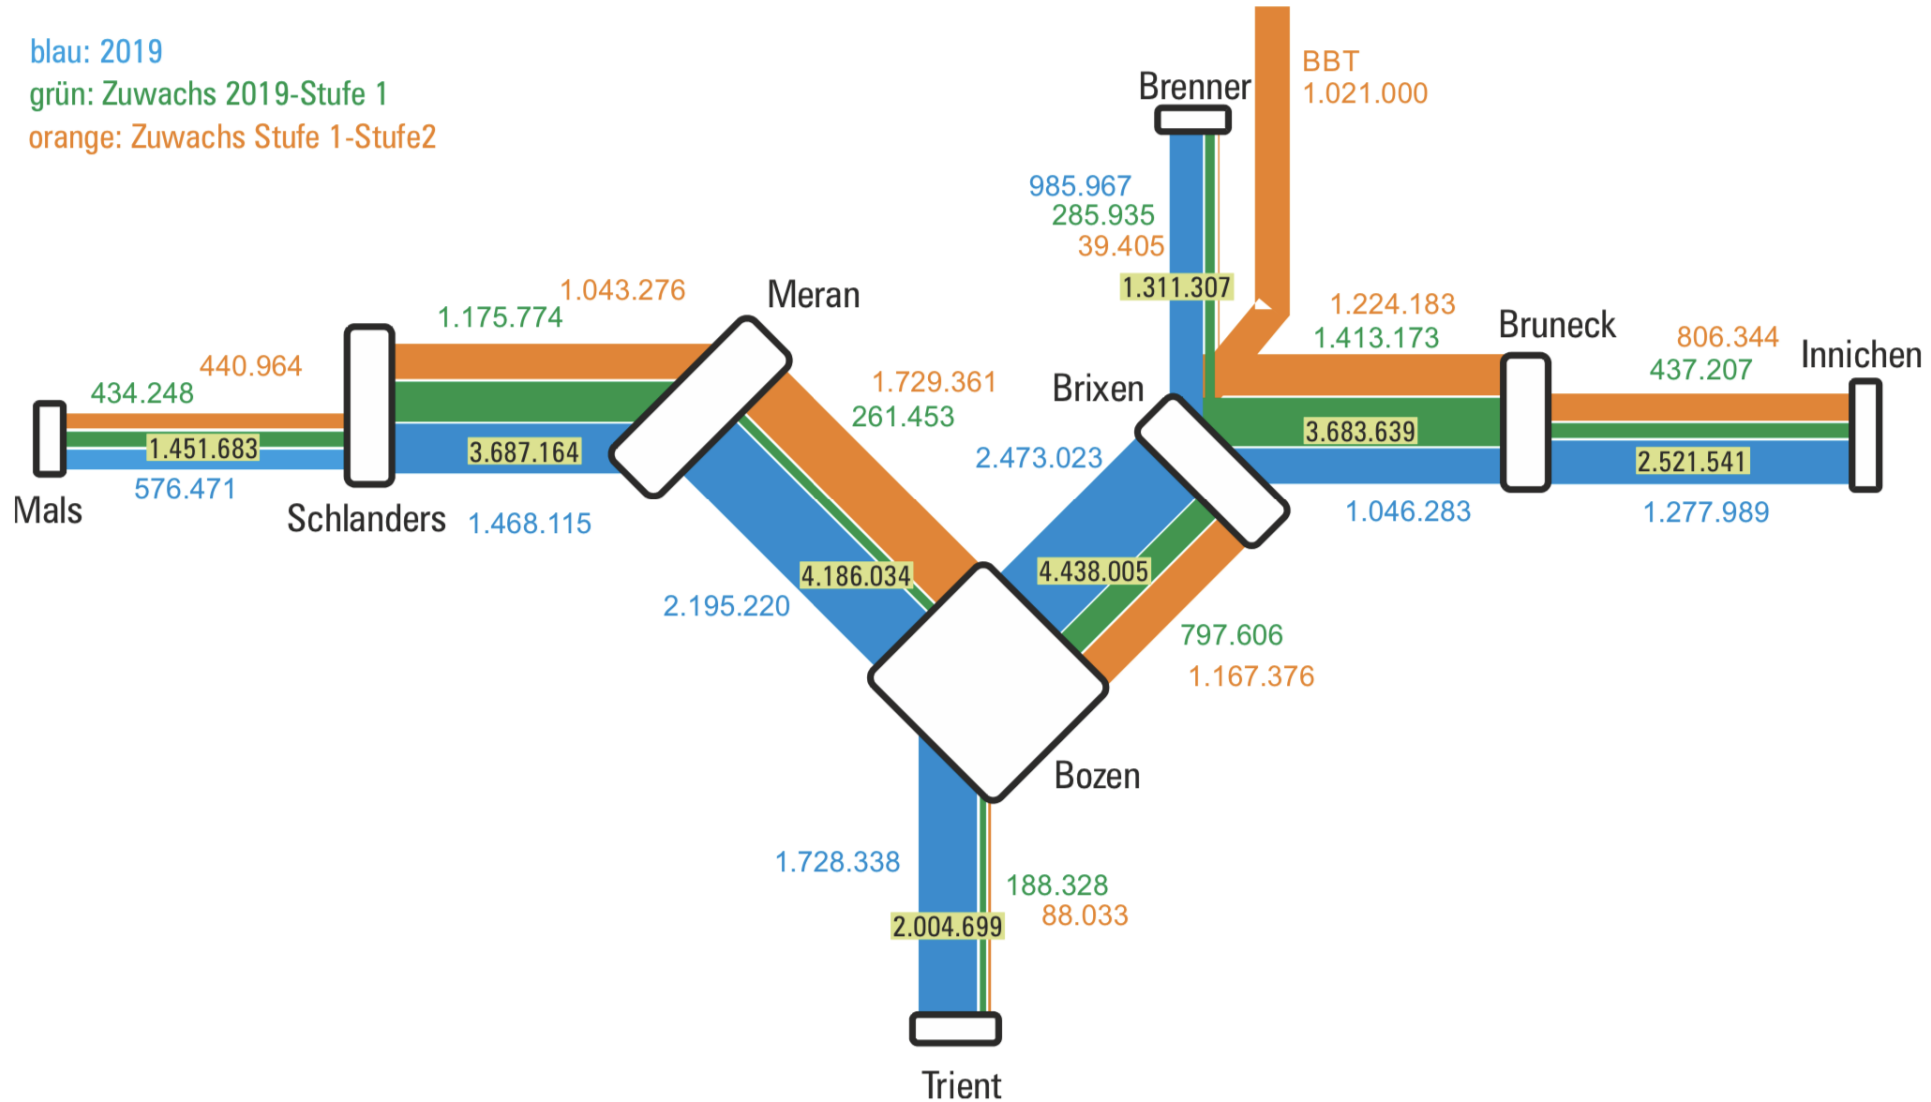 blau: 2019
grün: Zuwachs 2019-Stufe 1
orange: Zuwachs Stufe 1-Stufe2
BBT
1.021.000
Brenner
985.967
285.935
39.405
1.311.307
Meran
1.043.276
1.175.774
440.964
434.248
1.451.683
576.471
Mals
Schlanders
3.687.164
1.468.115
1.729.361
261.453
4.186.034
2.195.220
Brixen
2.473.023
4.438.005
797.606
1.167.376
1.224.183
1.413.173
3.683.639
1.046.283
Bruneck
806.344
437.207
2.521.541
1.277.989
Innichen
Bozen
1.728.338
188.328
88.033
2.004.699
Trient